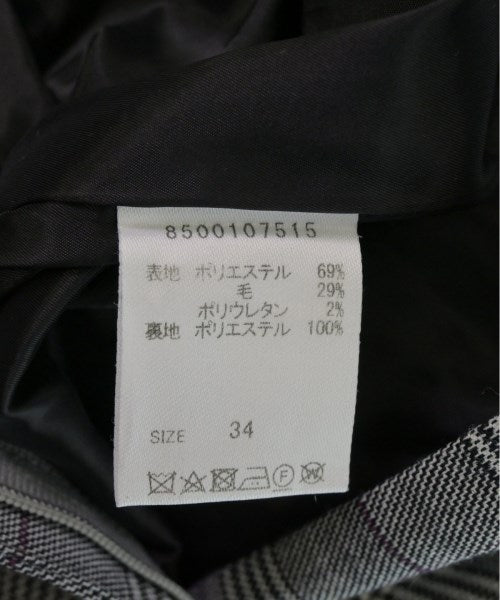 8500107515
表地 ポリエステル 69%
毛 29%
ポリウレタン 2%
裏地 ポリエステル 100%
SIZE 34
F W